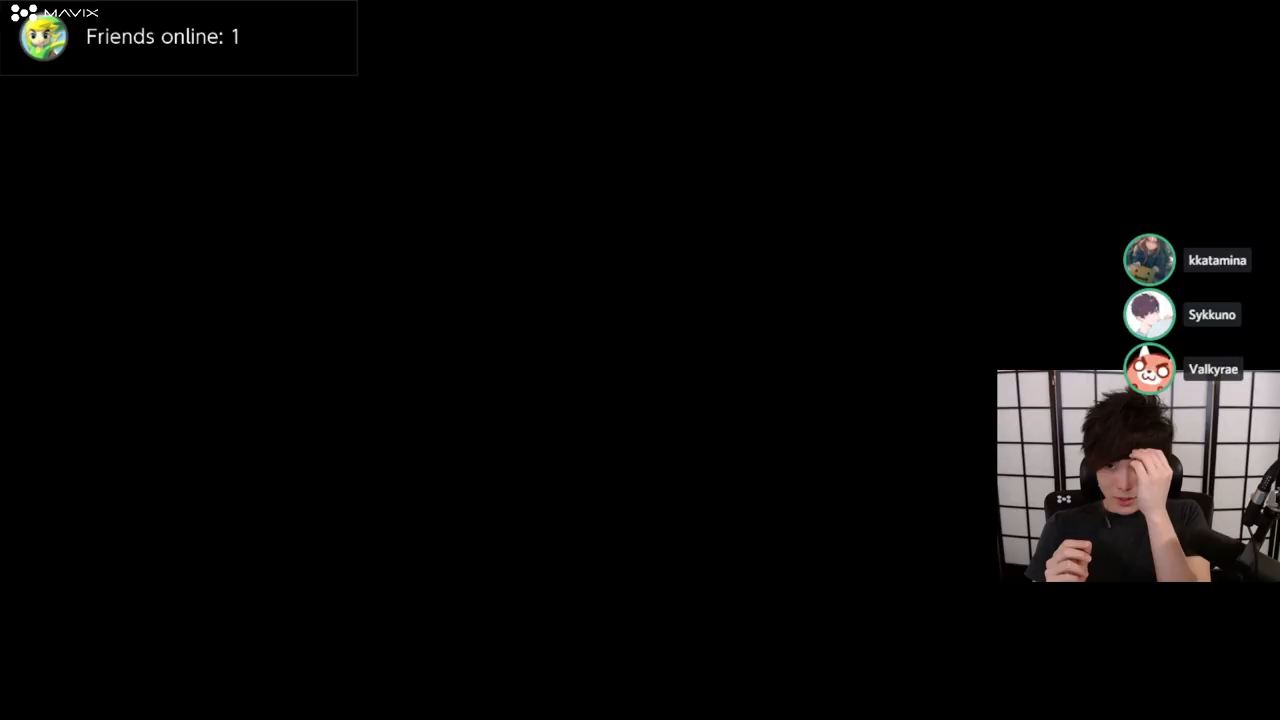 MAVIX
Friends online: 1
kkatamina
Sykkuno
Valkyrae